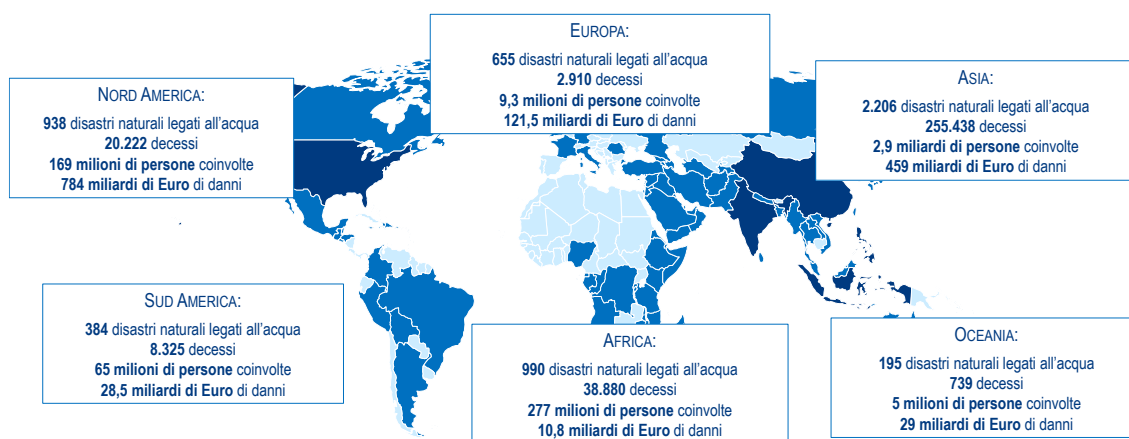 EUROPA:
655 disastri naturali legati all'acqua
2.910 decessi
9,3 milioni di persone coinvolte
121,5 miliardi di Euro di danni
NORD AMERICA:
938 disastri naturali legati all'acqua
20.222 decessi
169 milioni di persone coinvolte
784 miliardi di Euro di danni
ASIA:
2.206 disastri naturali legati all'acqua
255.438 decessi
2,9 miliardi di persone coinvolte
459 miliardi di Euro di danni
SUD AMERICA:
384 disastri naturali legati all'acqua
8.325 decessi
65 milioni di persone coinvolte
28,5 miliardi di Euro di danni
AFRICA:
990 disastri naturali legati all'acqua
38.880 decessi
277 milioni di persone coinvolte
10,8 miliardi di Euro di danni
OCEANIA:
195 disastri naturali legati all'acqua
739 decessi
5 milioni di persone coinvolte
29 miliardi di Euro di danni